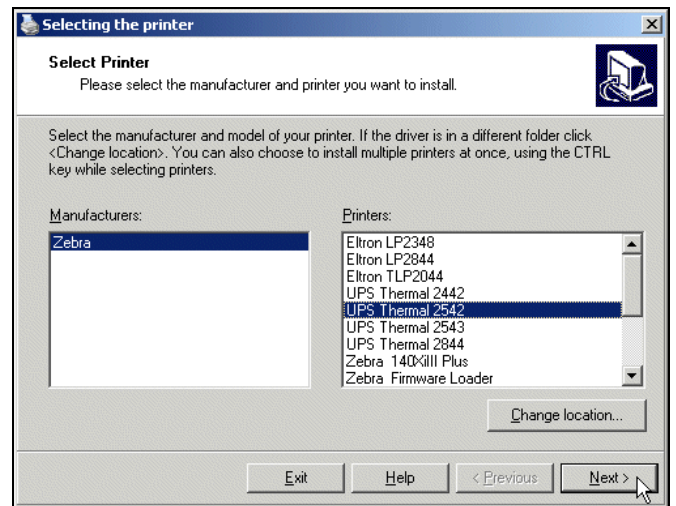 Selecting the printer
Select Printer
Please select the manufacturer and printer you want to install.
Select the manufacturer and model of your printer. If the driver is in a different folder click
<Change location>. You can also choose to install multiple printers at once, using the CTRL
key while selecting printers.
Manufacturers:
Zebra
Printers:
Eltron LP2348
Eltron LP2844
Eltron TLP2044
UPS Thermal 2442
UPS Thermal 2542
UPS Thermal 2543
UPS Thermal 2844
Zebra 140XiIII Plus
Zebra Firmware Loader
Change location...
Exit
Help
< Previous
Next >